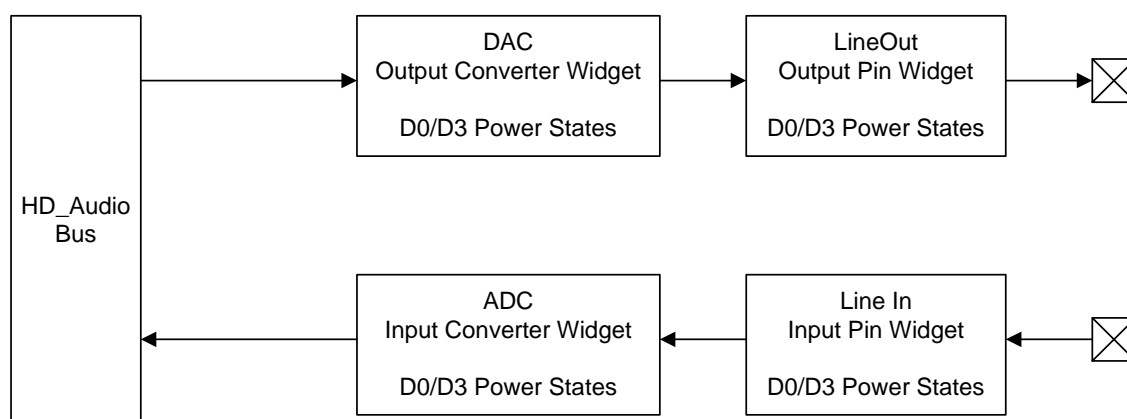 HD_Audio
Bus
DAC
Output Converter Widget
D0/D3 Power States
LineOut
Output Pin Widget
D0/D3 Power States
ADC
Input Converter Widget
D0/D3 Power States
Line In
Input Pin Widget
D0/D3 Power States